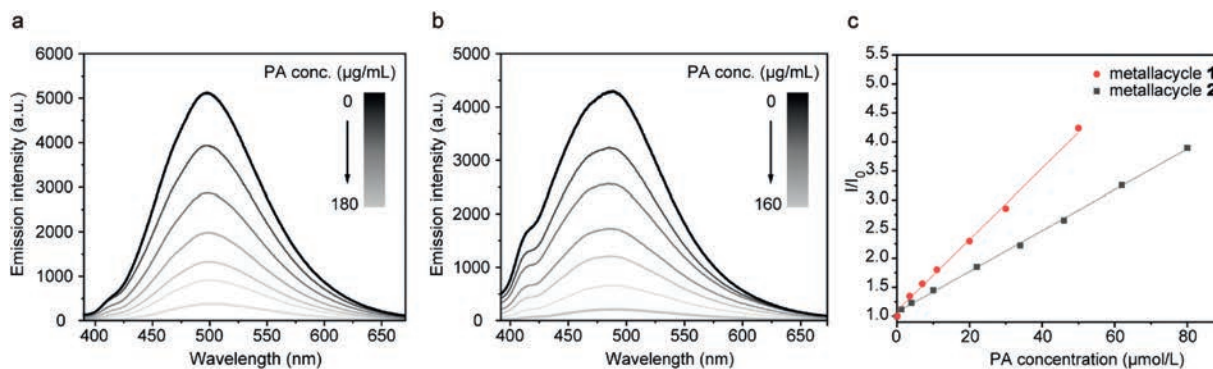 a
6000
5000
4000
3000
2000
1000
0
Emission intensity (a.u.)
PA conc. (µg/mL)
0
180
400 450 500 550 600 650
Wavelength (nm)
b
5000
4000
3000
2000
1000
0
Emission intensity (a.u.)
PA conc. (µg/mL)
0
160
400 450 500 550 600 650
Wavelength (nm)
c
5.5
5.0
4.5
4.0
3.5
3.0
2.5
2.0
1.5
1.0
I/I0
metallacycle 1
metallacycle 2
0 20 40 60 80
PA concentration (µmol/L)